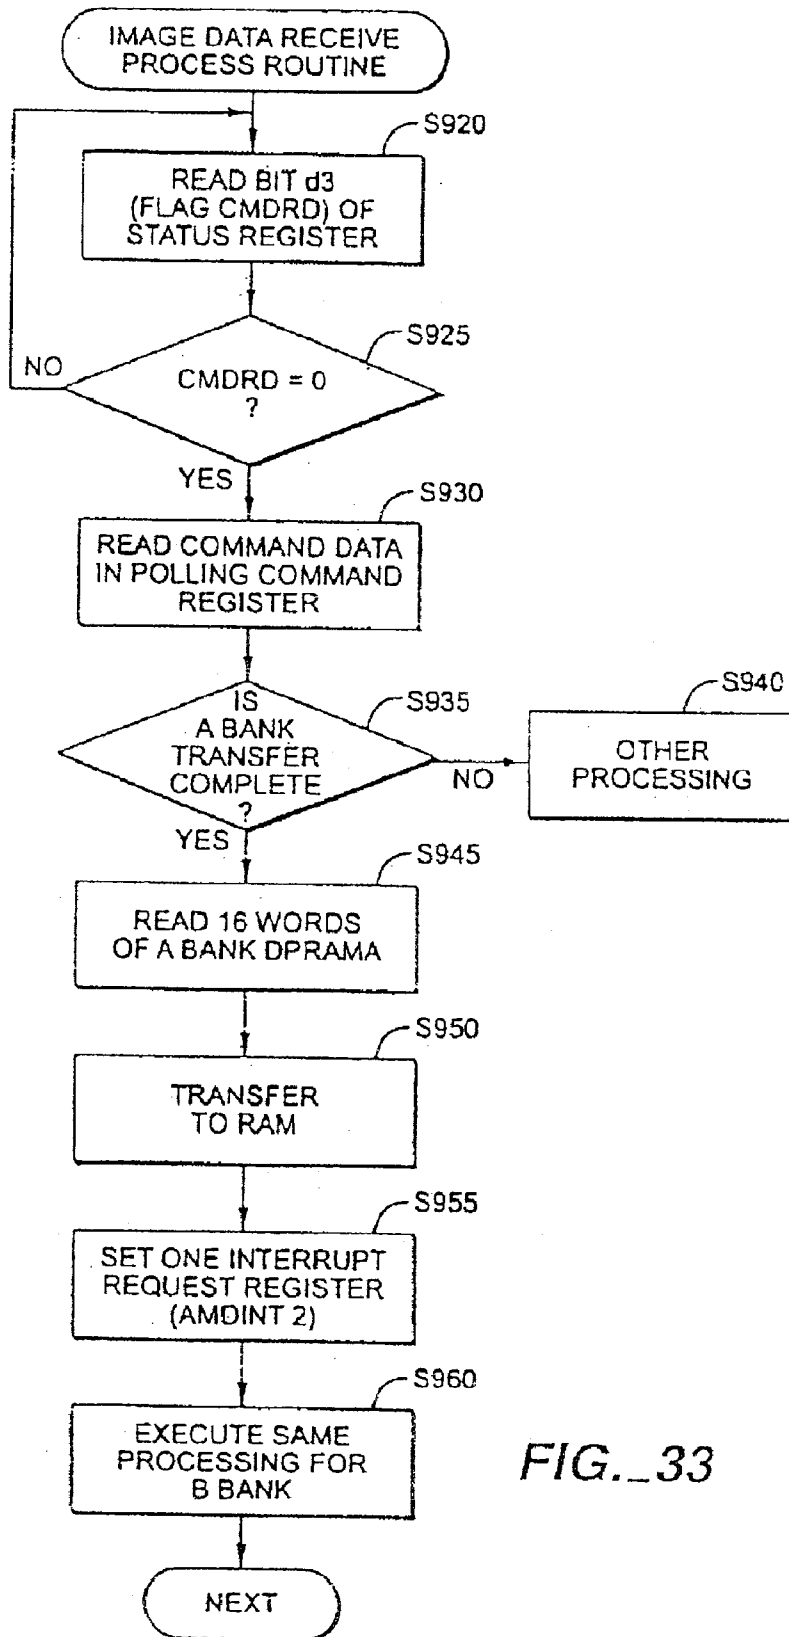 IMAGE DATA RECEIVE
PROCESS ROUTINE
S920
READ BIT d3
(FLAG CMDRD) OF
STATUS REGISTER
S925
NO
CMDRD = 0
?
YES
S930
READ COMMAND DATA
IN POLLING COMMAND
REGISTER
S935
IS
A BANK
TRANSFER
COMPLETE
?
NO
S940
OTHER
PROCESSING
YES
S945
READ 16 WORDS
OF A BANK DPRAMA
S950
TRANSFER
TO RAM
S955
SET ONE INTERRUPT
REQUEST REGISTER
(AMDINT 2)
S960
EXECUTE SAME
PROCESSING FOR
B BANK
FIG._33
NEXT